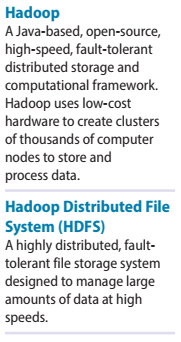 Hadoop
A Java-based, open-source,
high-speed, fault-tolerant
distributed storage and
computational framework.
Hadoop uses low-cost
hardware to create clusters
of thousands of computer
nodes to store and
process data.
Hadoop Distributed File
System (HDFS)
A highly distributed, fault-
tolerant file storage system
designed to manage large
amounts of data at high
speeds.